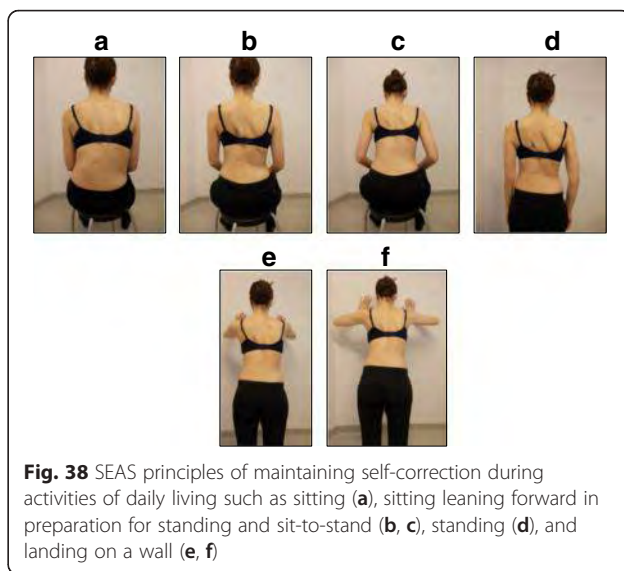 a b c d
e f
Fig. 38 SEAS principles of maintaining self-correction during
activities of daily living such as sitting (a), sitting leaning forward in
preparation for standing and sit-to-stand (b, c), standing (d), and
landing on a wall (e, f)